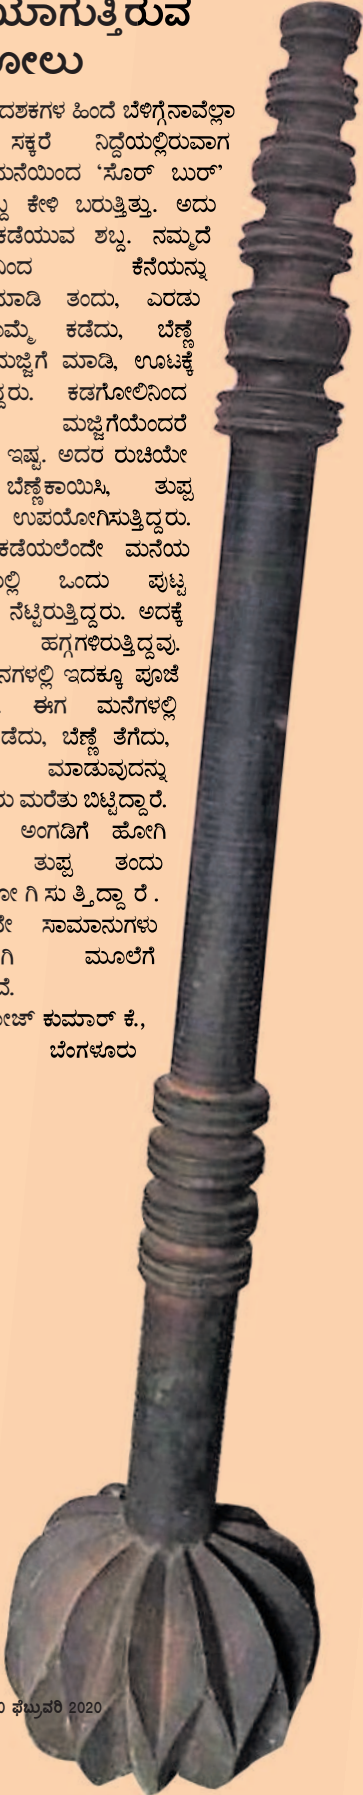 ಯಾಗುತ್ತಿರುವ
ಕೋಲು
ದಶಕಗಳ ಹಿಂದೆ ಬೆಳಿಗ್ಗೆನಾವೆಲ್ಲಾ
ಸಕ್ಕರೆ ನಿದ್ದೆಯಲ್ಲಿರುವಾಗ
ಮನೆಯಿಂದ ‘ಸೊರ್ ಬುರ್’
ಕೇಳಿ ಬರುತ್ತಿತ್ತು. ಅದು
ಕಡೆಯುವ ಶಬ್ದ. ನಮ್ಮದೆ
ಕೆನೆಯನ್ನು
ಮಾಡಿ ತಂದು, ಎರಡು
ಕಡೆದು, ಬೆಣ್ಣೆ
ಮಜ್ಜಿಗೆ ಮಾಡಿ, ಊಟಕ್ಕೆ
ಕಡಗೋಲಿನಿಂದ
ಮಜ್ಜಿಗೆಯೆಂದರೆ
ಇಷ್ಟ. ಅದರ ರುಚಿಯೇ
ಬೆಣ್ಣೆಕಾಯಿಸಿ, ತುಪ್ಪ
ಉಪಯೋಗಿಸುತ್ತಿದ್ದರು.
ಕಡೆಯಲೆಂದೇ ಮನೆಯ
ಒಂದು ಪುಟ್ಟ
ನೆಟ್ಟಿರುತ್ತಿದ್ದರು. ಅದಕ್ಕೆ
ಹಗ್ಗಗಳಿರುತ್ತಿದ್ದವು.
ಇದಕ್ಕೂ ಪೂಜೆ
ಈಗ ಮನೆಗಳಲ್ಲಿ
ಬೆಣ್ಣೆ ತೆಗೆದು,
ಮಾಡುವುದನ್ನು
ಮರೆತು ಬಿಟ್ಟಿದ್ದಾರೆ.
ಅಂಗಡಿಗೆ ಹೋಗಿ
ತುಪ್ಪ ತಂದು
ಸಾಮಾನುಗಳು
ಮೂಲೆಗೆ
ಕುಮಾರ್ ಕೆ.,
ಬೆಂಗಳೂರು
ಫೆಬ್ರುವರಿ 2020